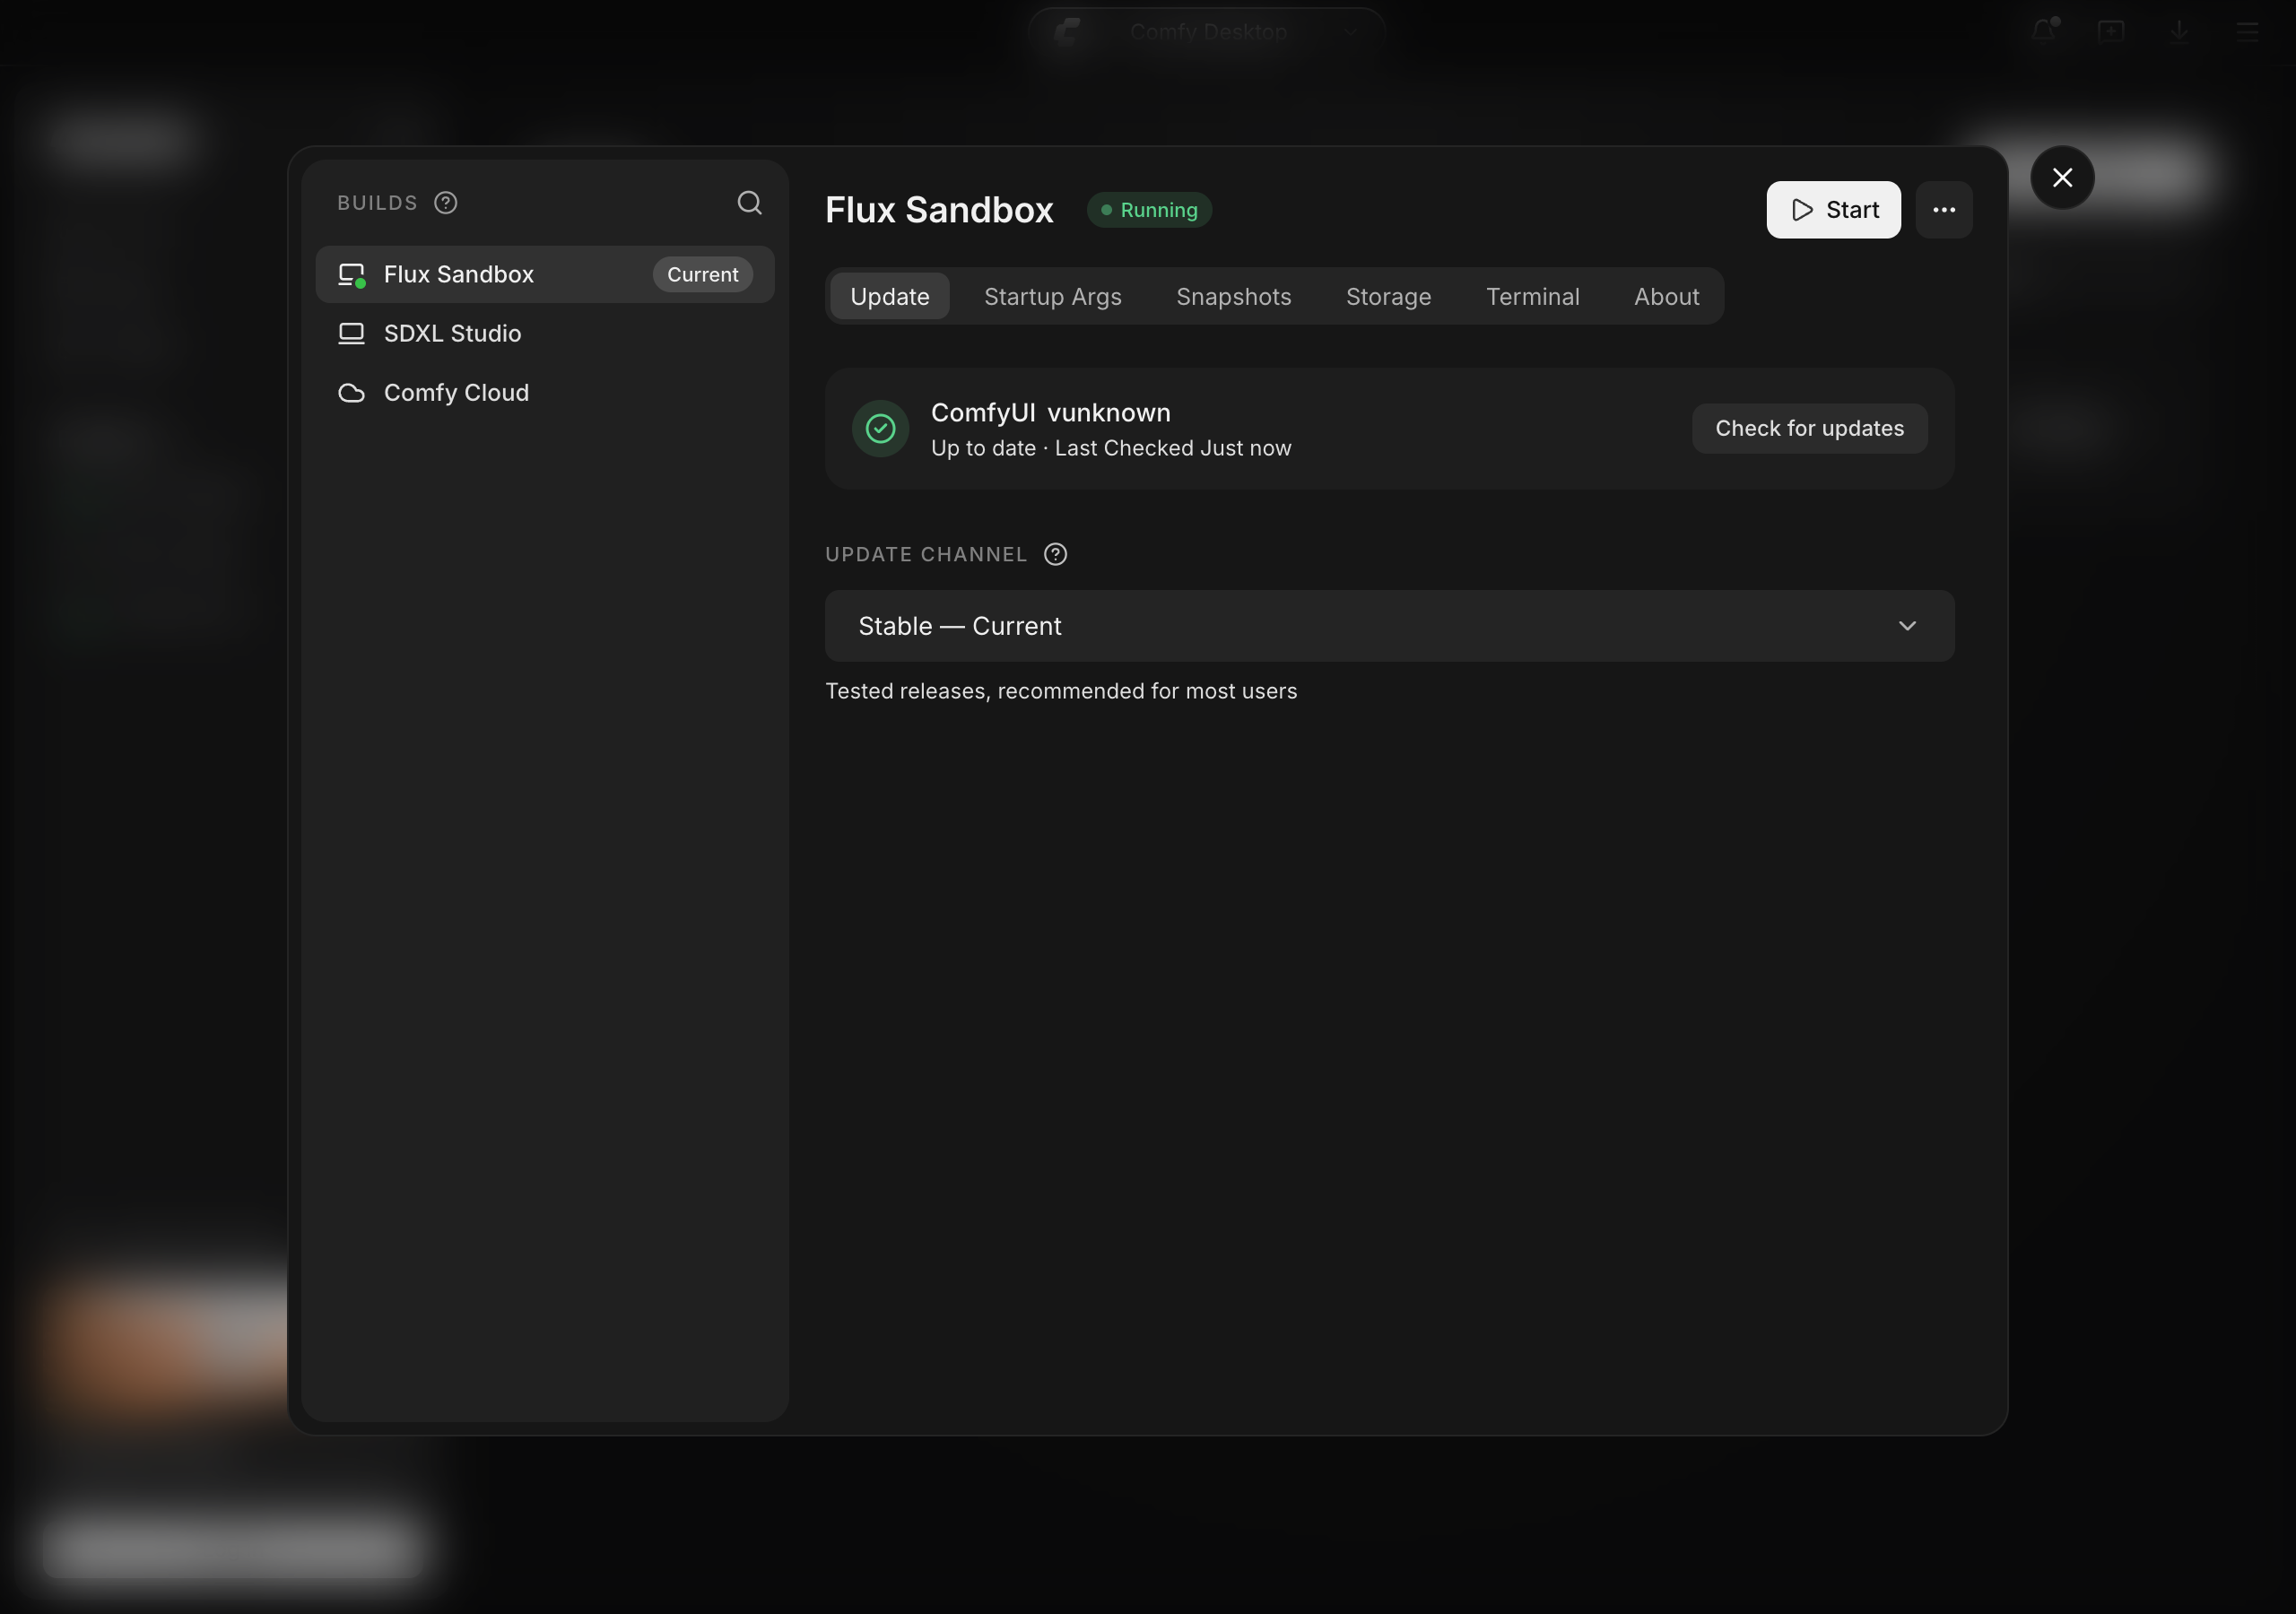 Comfy Desktop
BUILDS
Flux Sandbox
Current
SDXL Studio
Comfy Cloud
Flux Sandbox
Running
Start
Update
Startup Args
Snapshots
Storage
Terminal
About
ComfyUI vunknown
Up to date · Last Checked Just now
Check for updates
UPDATE CHANNEL
Stable — Current
Tested releases, recommended for most users